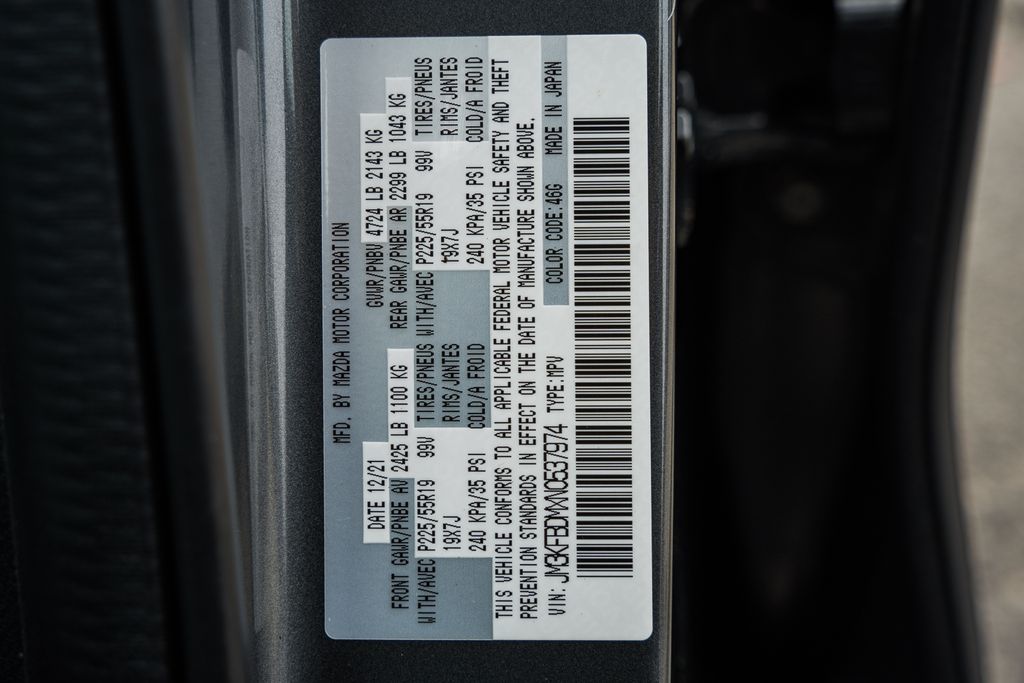 MFD. BY MAZDA MOTOR CORPORATION
DATE 12/21 GVWR/PNBV 4724 LB 2143 KG
FRONT GAWR/PNBE AV 2425 LB 1100 KG REAR GAWR/PNBE AR 2299 LB 1043 KG
WITH/AVEC P225/55R19 99V TIRES/PNEUS WITH/AVEC P225/55R19 99V TIRES/PNEUS
19X7J RIMS/JANTES 19X7J RIMS/JANTES
240 KPA/35 PSI COLD/A FROID 240 KPA/35 PSI COLD/A FROID
THIS VEHICLE CONFORMS TO ALL APPLICABLE FEDERAL MOTOR VEHICLE SAFETY AND THEFT
PREVENTION STANDARDS IN EFFECT ON THE DATE OF MANUFACTURE SHOWN ABOVE.
VIN: JM3KFBDMXN0537974 TYPE:MPV COLOR CODE:46G MADE IN JAPAN